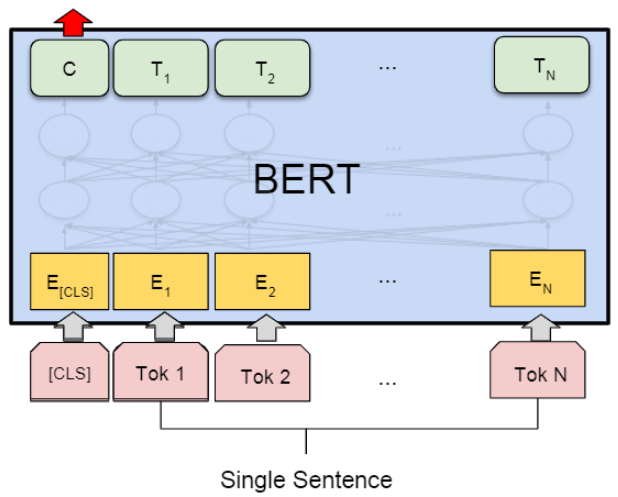 C T1 T2 ... TN
...
BERT
...
E[CLS] E1 E2 ... EN
[CLS] Tok 1 Tok 2 ... Tok N
Single Sentence